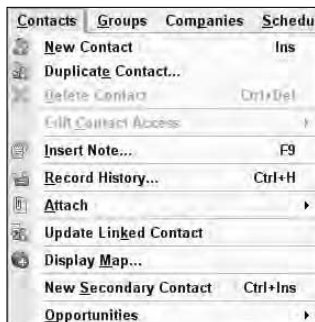 Contacts Groups Companies Schedu
New Contact Ins
Duplicate Contact...
Delete Contact Ctrl+Del
Edit Contact Access
Insert Note... F9
Record History... Ctrl+H
Attach
Update Linked Contact
Display Map...
New Secondary Contact Ctrl+Ins
Opportunities